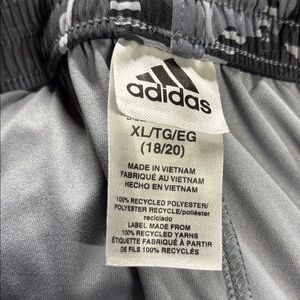 adidas
XL/TG/EG
(18/20)
MADE IN VIETNAM
FABRIQUÉ AU VIETNAM
HECHO EN VIETNAM
100% RECYCLED POLYESTER/
POLYESTER RECYCLÉ/poliéster
reciclado
LABEL MADE FROM
100% RECYCLED YARNS
ÉTIQUETTE FABRIQUÉE À PARTIR
DE FILS 100% RECYCLÉS